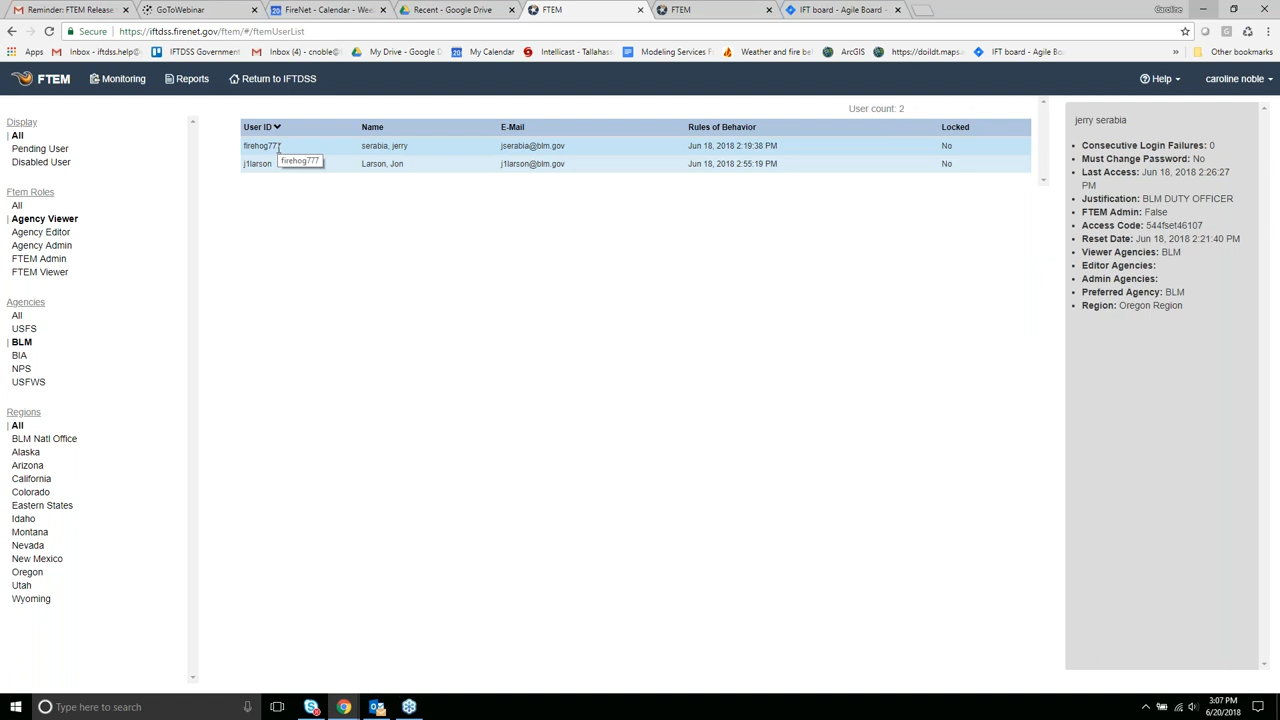 Reminder: FTEM Release
GoToWebinar
FireNet - Calendar - Wee
Recent - Google Drive
FTEM
FTEM
IFT board - Agile Board -
Caroline
Secure
https://iftdss.firenet.gov/ftem/#/ftemUserList
Apps
Inbox - iftdss.help@
IFTDSS Government
Inbox (4) - cnoble@
My Drive - Google D
My Calendar
Intellicast - Tallahass
Modeling Services F
Weather and fire be
ArcGIS
https://doildt.maps.a
IFT board - Agile Boa
»
Other bookmarks
FTEM
Monitoring
Reports
Return to IFTDSS
Help
caroline noble
Display
All
Pending User
Disabled User
Ftem Roles
All
Agency Viewer
Agency Editor
Agency Admin
FTEM Admin
FTEM Viewer
Agencies
All
USFS
BLM
BIA
NPS
USFWS
Regions
All
BLM Natl Office
Alaska
Arizona
California
Colorado
Eastern States
Idaho
Montana
Nevada
New Mexico
Oregon
Utah
Wyoming
User count: 2
User ID Name E-Mail Rules of Behavior Locked
firehog777 serabia, jerry jserabia@blm.gov Jun 18, 2018 2:19:38 PM No
j1larson Larson, Jon j1larson@blm.gov Jun 18, 2018 2:55:19 PM No
firehog777
jerry serabia
Consecutive Login Failures: 0
Must Change Password: No
Last Access: Jun 18, 2018 2:26:27
PM
Justification: BLM DUTY OFFICER
FTEM Admin: False
Access Code: 544fset46107
Reset Date: Jun 18, 2018 2:21:40 PM
Viewer Agencies: BLM
Editor Agencies:
Admin Agencies:
Preferred Agency: BLM
Region: Oregon Region
Type here to search
3:07 PM
6/20/2018